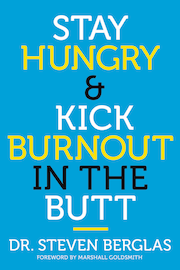 STAY
HUNGRY
&
KICK
BURNOUT
IN THE
BUTT
DR. STEVEN BERGLAS
FOREWORD BY MARSHALL GOLDSMITH